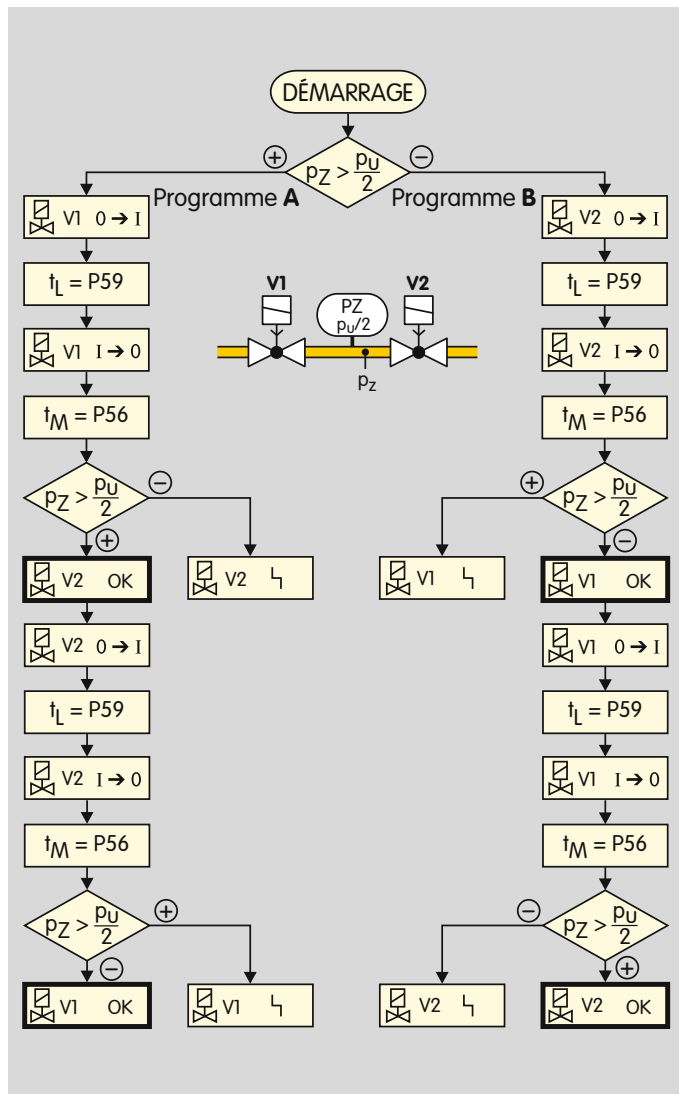 DÉMARRAGE
pZ > pU/2
Programme A
Programme B
V1 0 → I
tL = P59
V1 I → 0
tM = P56
pZ > pU/2
V2 OK
V2
V2 0 → I
tL = P59
V2 I → 0
tM = P56
pZ > pU/2
V1 OK
V1
V1
V2
PZ
pU/2
pZ
V2 0 → I
tL = P59
V2 I → 0
tM = P56
pZ > pU/2
V1
V1 OK
V1 0 → I
tL = P59
V1 I → 0
tM = P56
pZ > pU/2
V2
V2 OK